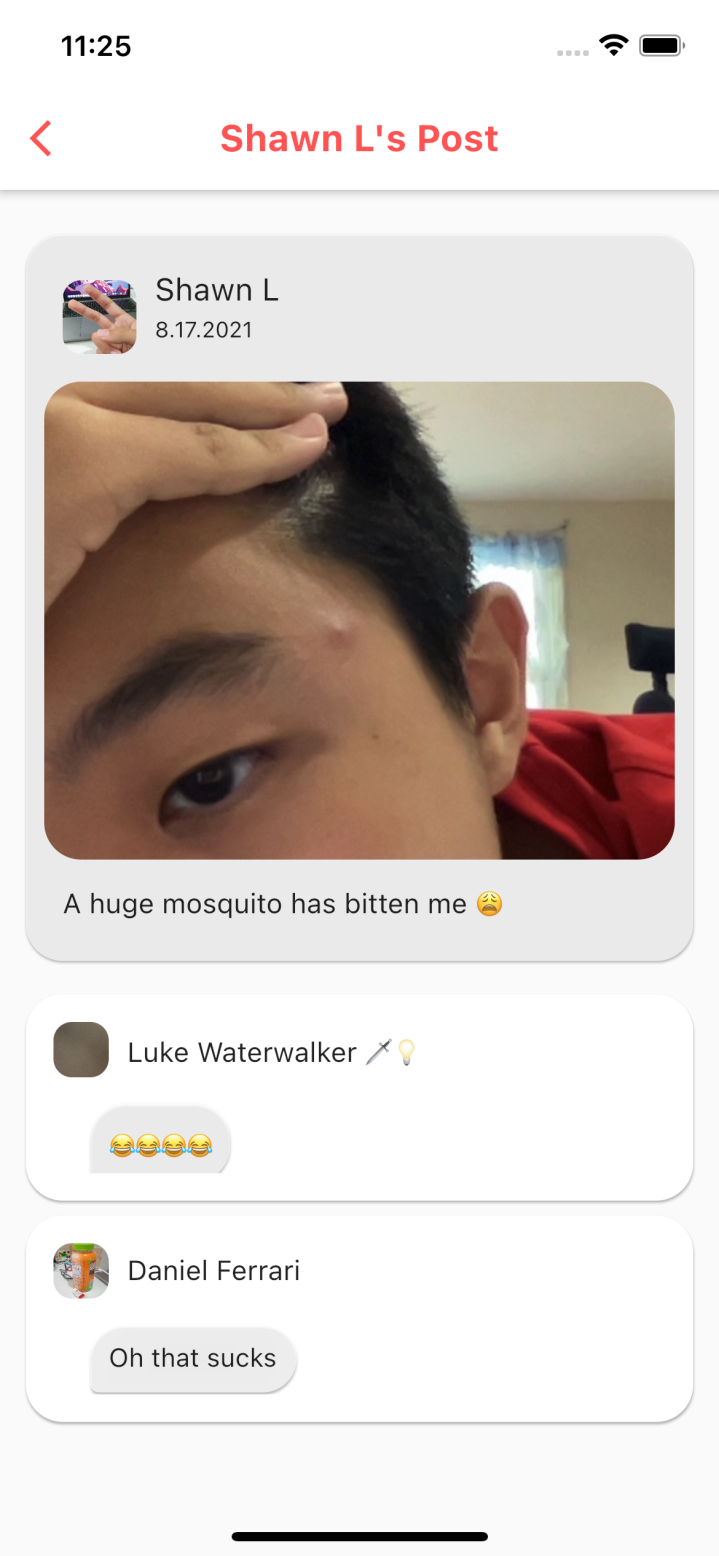 11:25
Shawn L's Post
Shawn L
8.17.2021
A huge mosquito has bitten me 😩
Luke Waterwalker 🗡️💡
😂😂😂😂
Daniel Ferrari
Oh that sucks